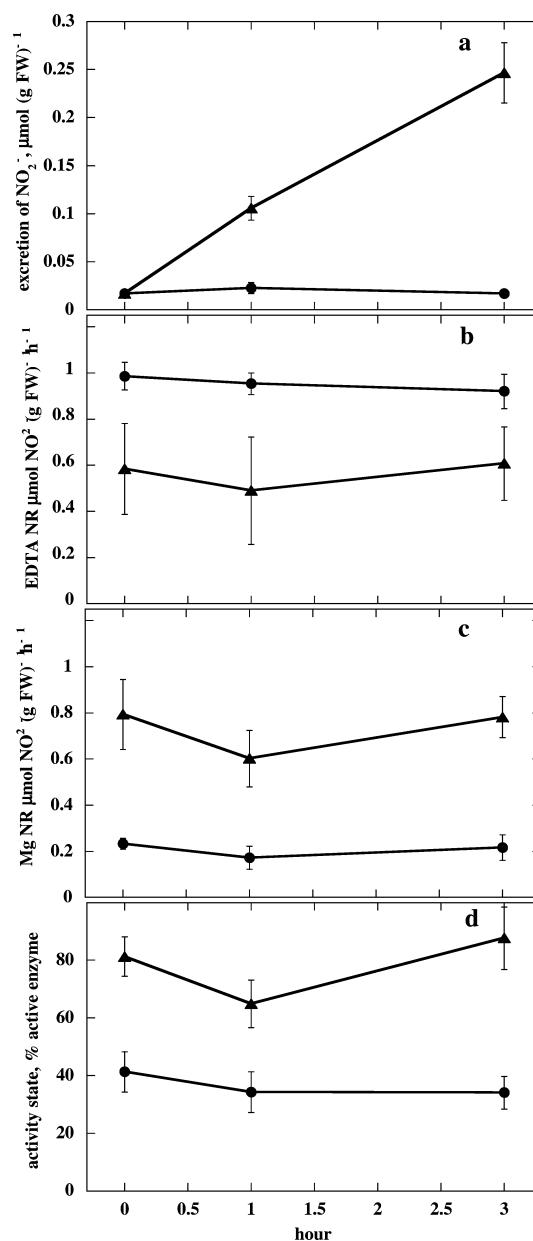 a
0.3
0.25
0.2
0.15
0.1
0.05
0
excretion of NO2-, µmol (g FW)-1
b
1
0.8
0.6
0.4
0.2
0
EDTA NR µmol NO2 (g FW)- h-1
c
1
0.8
0.6
0.4
0.2
0
Mg NR µmol NO2 (g FW)- h-1
d
80
60
40
20
0
activity state, % active enzyme
0 0.5 1 1.5 2 2.5 3
hour